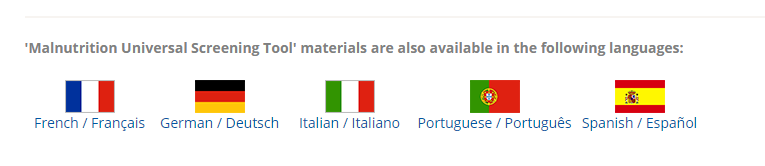 'Malnutrition Universal Screening Tool' materials are also available in the following languages:
French / Français German / Deutsch Italian / Italiano Portuguese / Português Spanish / Español